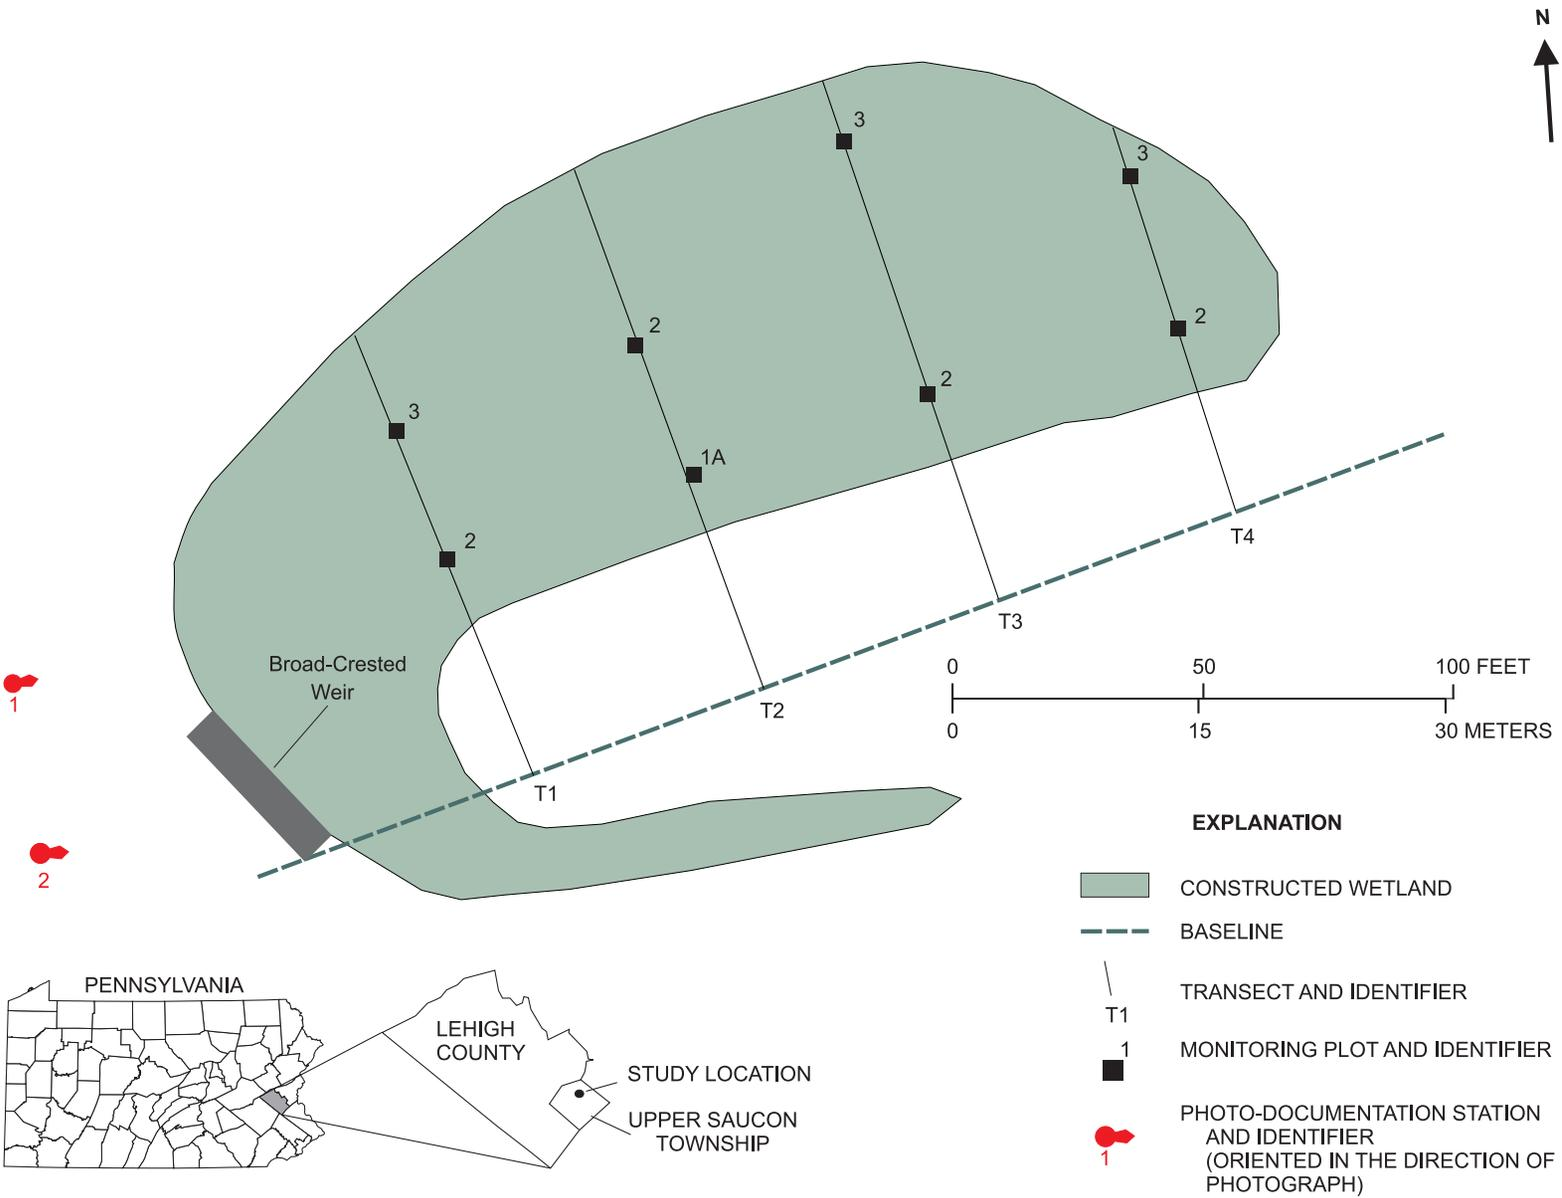 N
3
3
2
2
3
2
1A
2
Broad-Crested
Weir
1
2
T4
T3
T2
T1
0 50 100 FEET
0 15 30 METERS
EXPLANATION
CONSTRUCTED WETLAND
BASELINE
T1 TRANSECT AND IDENTIFIER
1 MONITORING PLOT AND IDENTIFIER
PHOTO-DOCUMENTATION STATION
AND IDENTIFIER
1 (ORIENTED IN THE DIRECTION OF
PHOTOGRAPH)
PENNSYLVANIA
LEHIGH
COUNTY
STUDY LOCATION
UPPER SAUCON
TOWNSHIP